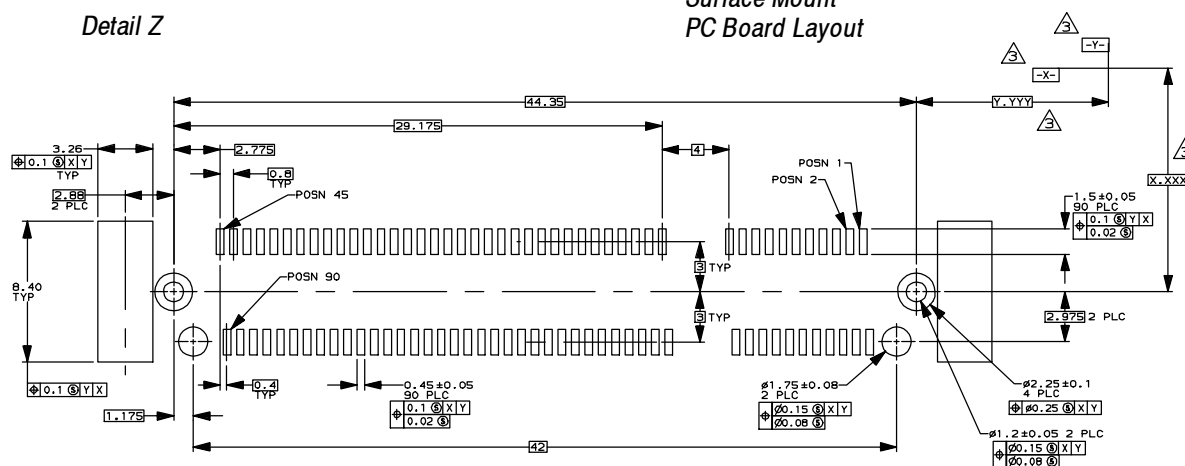 Surface Mount
Detail Z
PC Board Layout
3
-Y-
3
-X-
44.35
Y.YYY
3
29.175
3.26
0.1 Ⓢ X Y
TYP
2.775
4
POSN 1
POSN 2
3
X.XXX
0.8
TYP
2.88
2 PLC
POSN 45
1.5±0.05
90 PLC
0.1 Ⓢ Y X
0.02 Ⓢ
3 TYP
POSN 90
8.40
TYP
3 TYP
2.975 2 PLC
0.1 Ⓢ Y X
0.4
TYP
0.45±0.05
90 PLC
0.1 Ⓢ X Y
0.02 Ⓢ
ø1.75±0.08
2 PLC
ø0.15 Ⓢ X Y
ø0.08 Ⓢ
ø2.25±0.1
4 PLC
ø0.25 Ⓢ X Y
1.175
42
ø1.2±0.05 2 PLC
ø0.15 Ⓢ X Y
ø0.08 Ⓢ